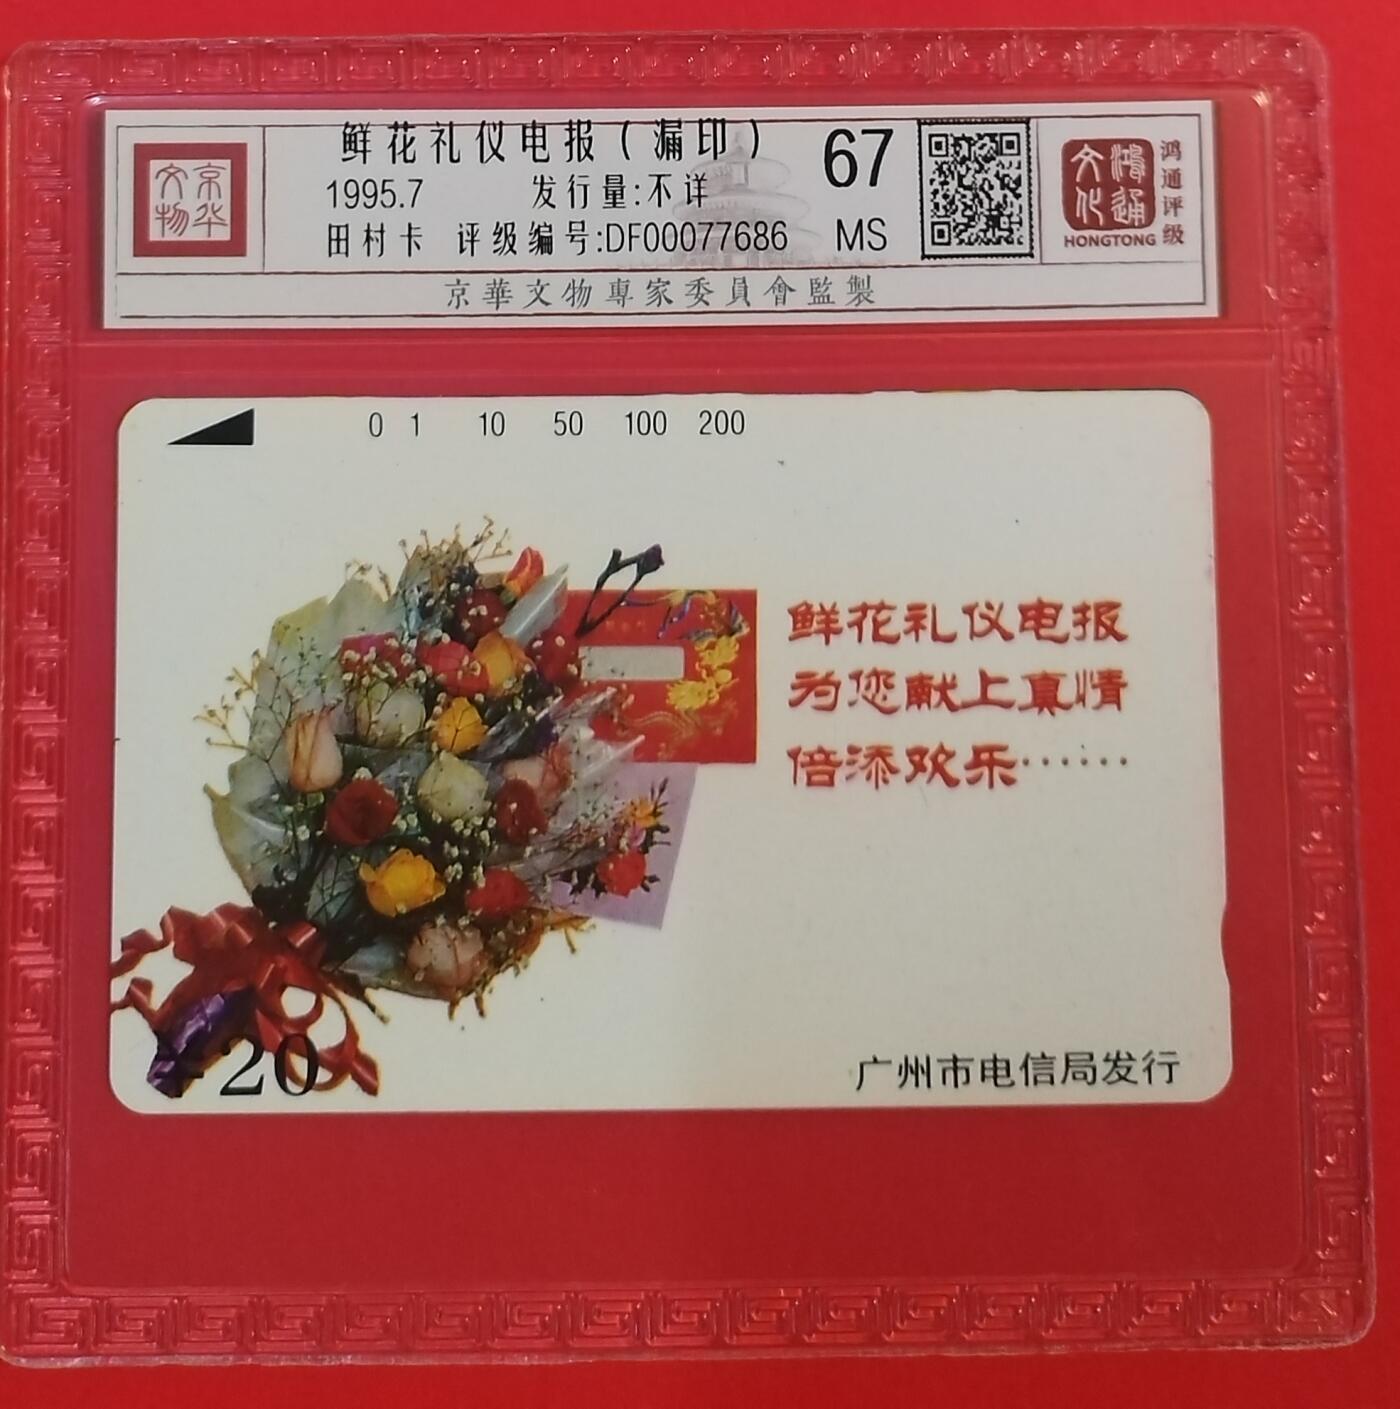 京华文物
鲜花礼仪电报（漏印）
1995.7 发行量:不详
田村卡 评级编号:DF00077686
67
MS
鸿通文化
HONGTONG
鸿通评级
京華文物專家委員會監製
0 1 10 50 100 200
鲜花礼仪电报
为您献上真情
倍添欢乐······
20
广州市电信局发行